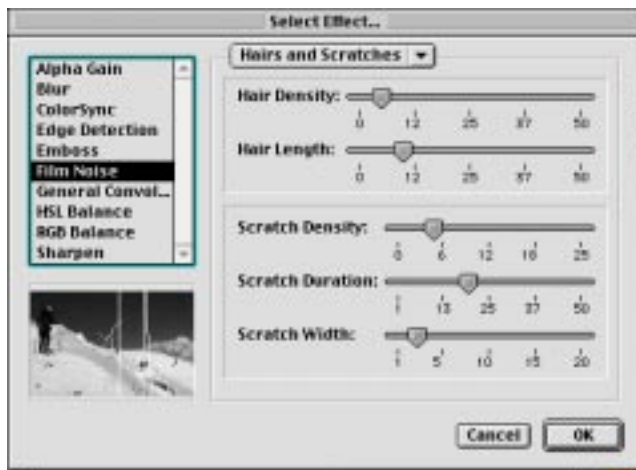 Select Effect...
Alpha Gain
Blur
ColorSync
Edge Detection
Emboss
Film Noise
General Convol...
HSL Balance
RGB Balance
Sharpen
Hairs and Scratches
Hair Density:
0 12 25 37 50
Hair Length:
0 12 25 37 50
Scratch Density:
0 6 12 18 25
Scratch Duration:
1 13 25 37 50
Scratch Width:
1 5 10 15 20
Cancel OK